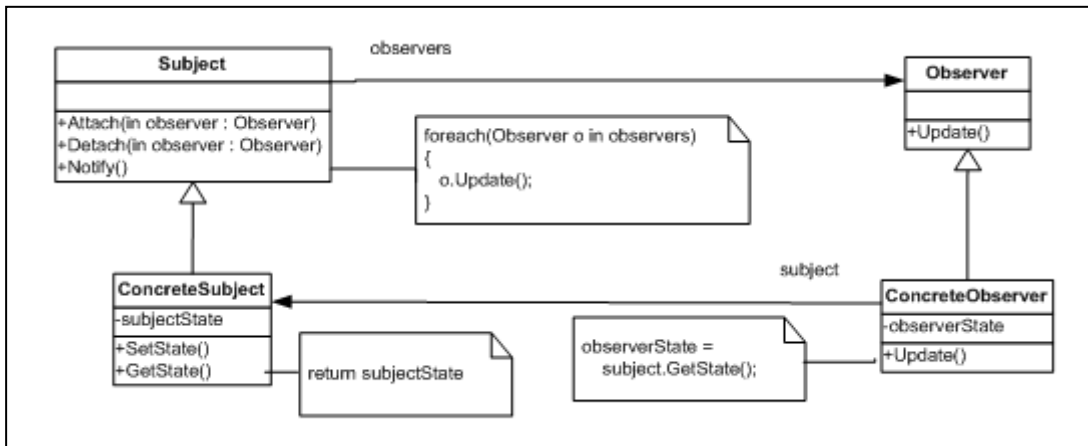 observers
Subject
+Attach(in observer : Observer)
+Detach(in observer : Observer)
+Notify()
foreach(Observer o in observers)
{
o.Update();
}
Observer
+Update()
subject
ConcreteSubject
-subjectState
+SetState()
+GetState()
return subjectState
observerState =
subject.GetState();
ConcreteObserver
-observerState
+Update()